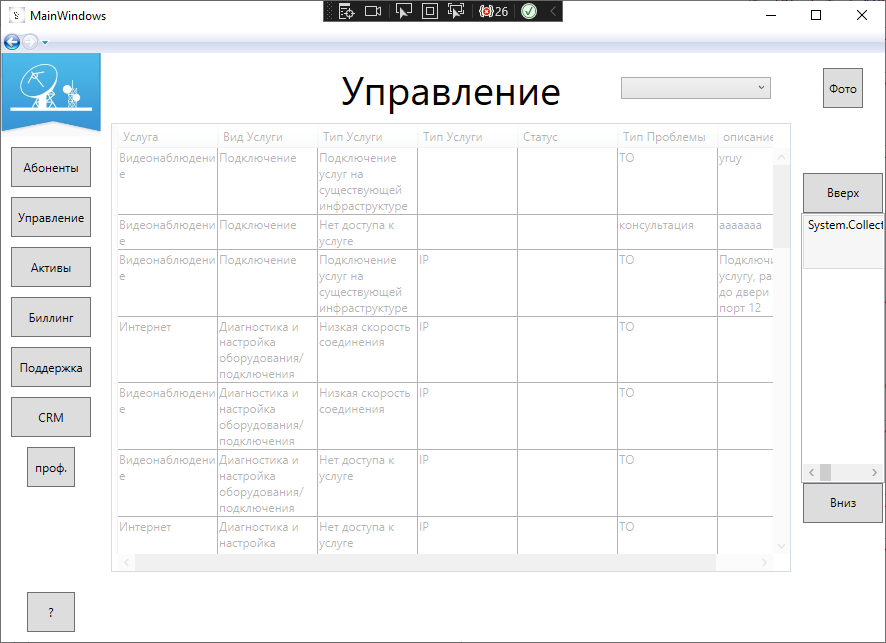 MainWindows
26
Управление
Фото
Абоненты
Управление
Активы
Биллинг
Поддержка
CRM
проф.
?
Услуга Вид Услуги Тип Услуги Тип Услуги Статус Тип Проблемы описание
Видеонаблюдени Подключение Подключение ТО yruy
е услуг на
существующей
инфраструктуре
Видеонаблюдени Подключение Нет доступа к консультация aaaaaaa
е услуге
Видеонаблюдени Подключение Подключение IP ТО Подключи
е услуг на услугу, ра
существующей до двери
инфраструктуре порт 12
Интернет Диагностика и Низкая скорость IP ТО
настройка соединения
оборудования/
подключения
Видеонаблюдени Диагностика и Низкая скорость IP ТО
е настройка соединения
оборудования/
подключения
Видеонаблюдени Диагностика и Нет доступа к IP ТО
е настройка услуге
оборудования/
подключения
Интернет Диагностика и Нет доступа к IP ТО
настройка услуге
Вверх
System.Collect
Вниз